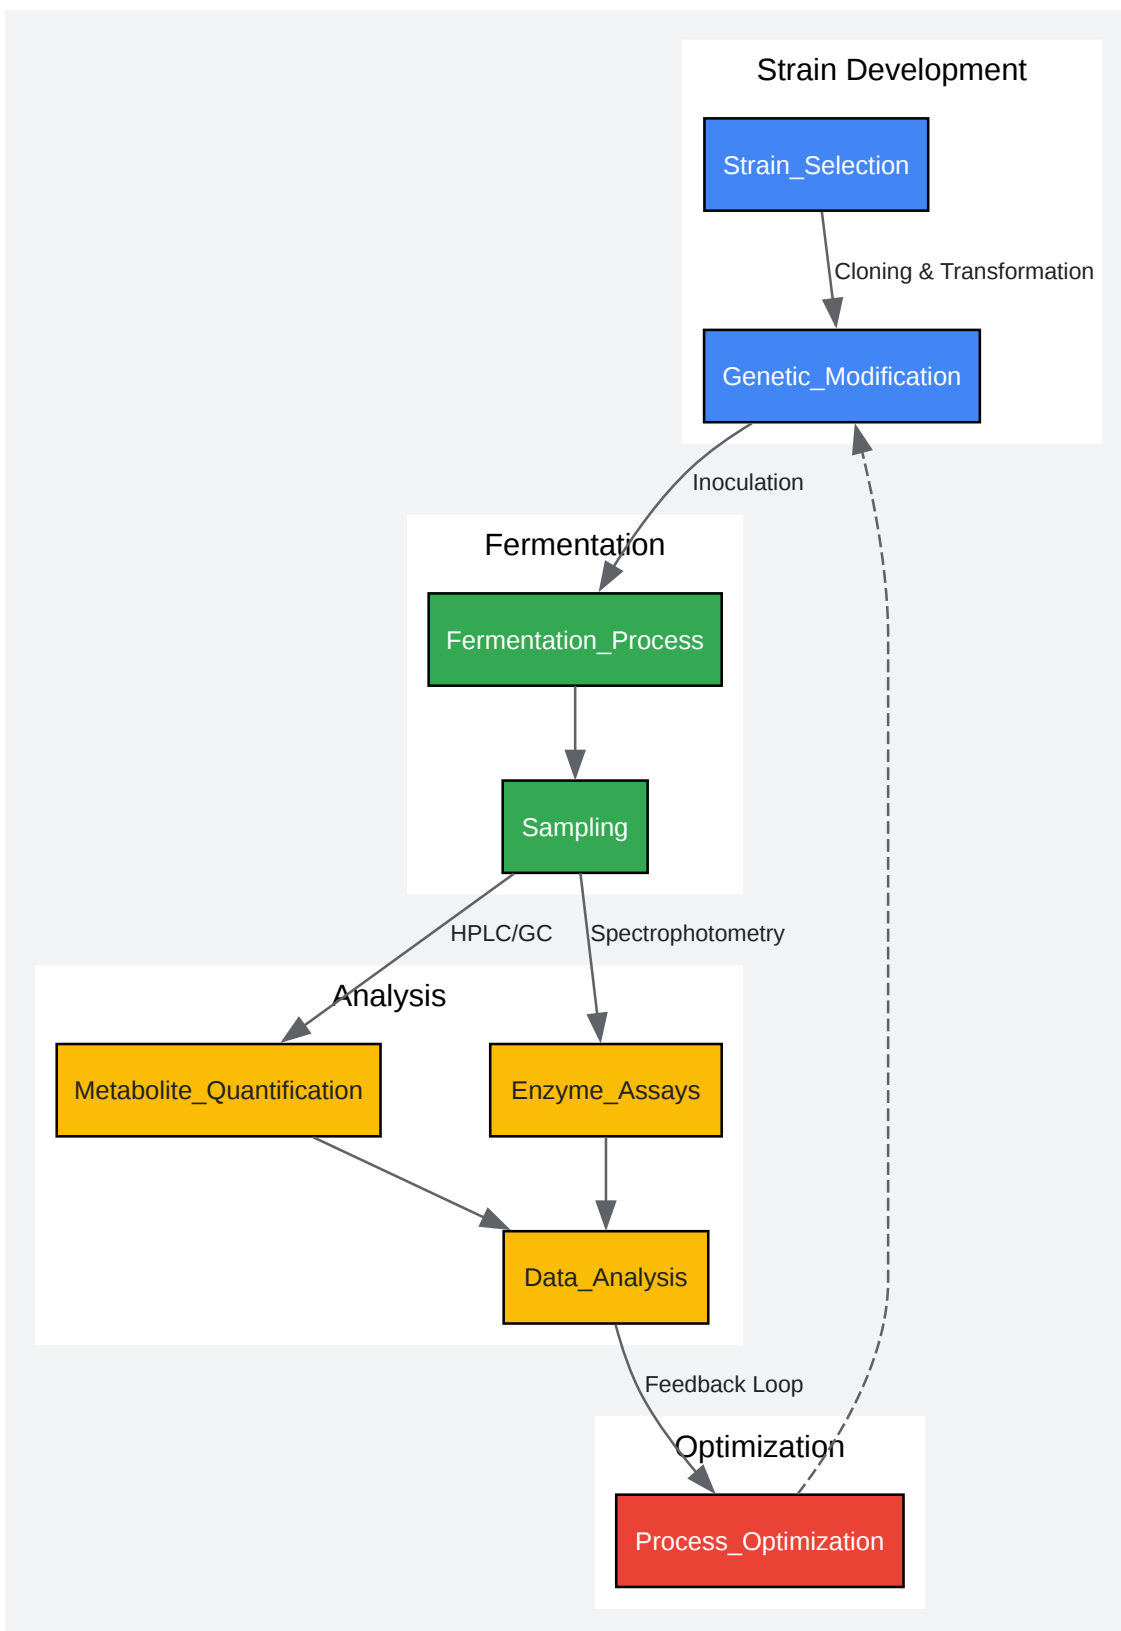 Strain Development
Strain_Selection
Cloning & Transformation
Genetic_Modification
Inoculation
Fermentation
Fermentation_Process
Sampling
HPLC/GC
Spectrophotometry
Analysis
Metabolite_Quantification
Enzyme_Assays
Data_Analysis
Feedback Loop
Optimization
Process_Optimization